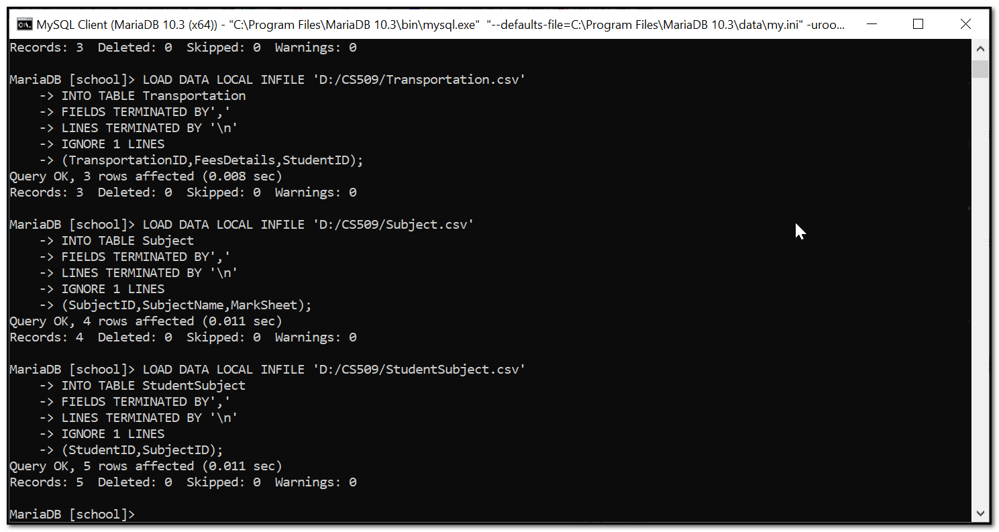 MySQL Client (MariaDB 10.3 (x64)) - "C:\Program Files\MariaDB 10.3\bin\mysql.exe"  "--defaults-file=C:\Program Files\MariaDB 10.3\data\my.ini" -uroo...
Records: 3  Deleted: 0  Skipped: 0  Warnings: 0
MariaDB [school]> LOAD DATA LOCAL INFILE 'D:/CS509/Transportation.csv'
    -> INTO TABLE Transportation
    -> FIELDS TERMINATED BY','
    -> LINES TERMINATED BY '\n'
    -> IGNORE 1 LINES
    -> (TransportationID,FeesDetails,StudentID);
Query OK, 3 rows affected (0.008 sec)
Records: 3  Deleted: 0  Skipped: 0  Warnings: 0
MariaDB [school]> LOAD DATA LOCAL INFILE 'D:/CS509/Subject.csv'
    -> INTO TABLE Subject
    -> FIELDS TERMINATED BY','
    -> LINES TERMINATED BY '\n'
    -> IGNORE 1 LINES
    -> (SubjectID,SubjectName,MarkSheet);
Query OK, 4 rows affected (0.011 sec)
Records: 4  Deleted: 0  Skipped: 0  Warnings: 0
MariaDB [school]> LOAD DATA LOCAL INFILE 'D:/CS509/StudentSubject.csv'
    -> INTO TABLE StudentSubject
    -> FIELDS TERMINATED BY','
    -> LINES TERMINATED BY '\n'
    -> IGNORE 1 LINES
    -> (StudentID,SubjectID);
Query OK, 5 rows affected (0.011 sec)
Records: 5  Deleted: 0  Skipped: 0  Warnings: 0
MariaDB [school]>